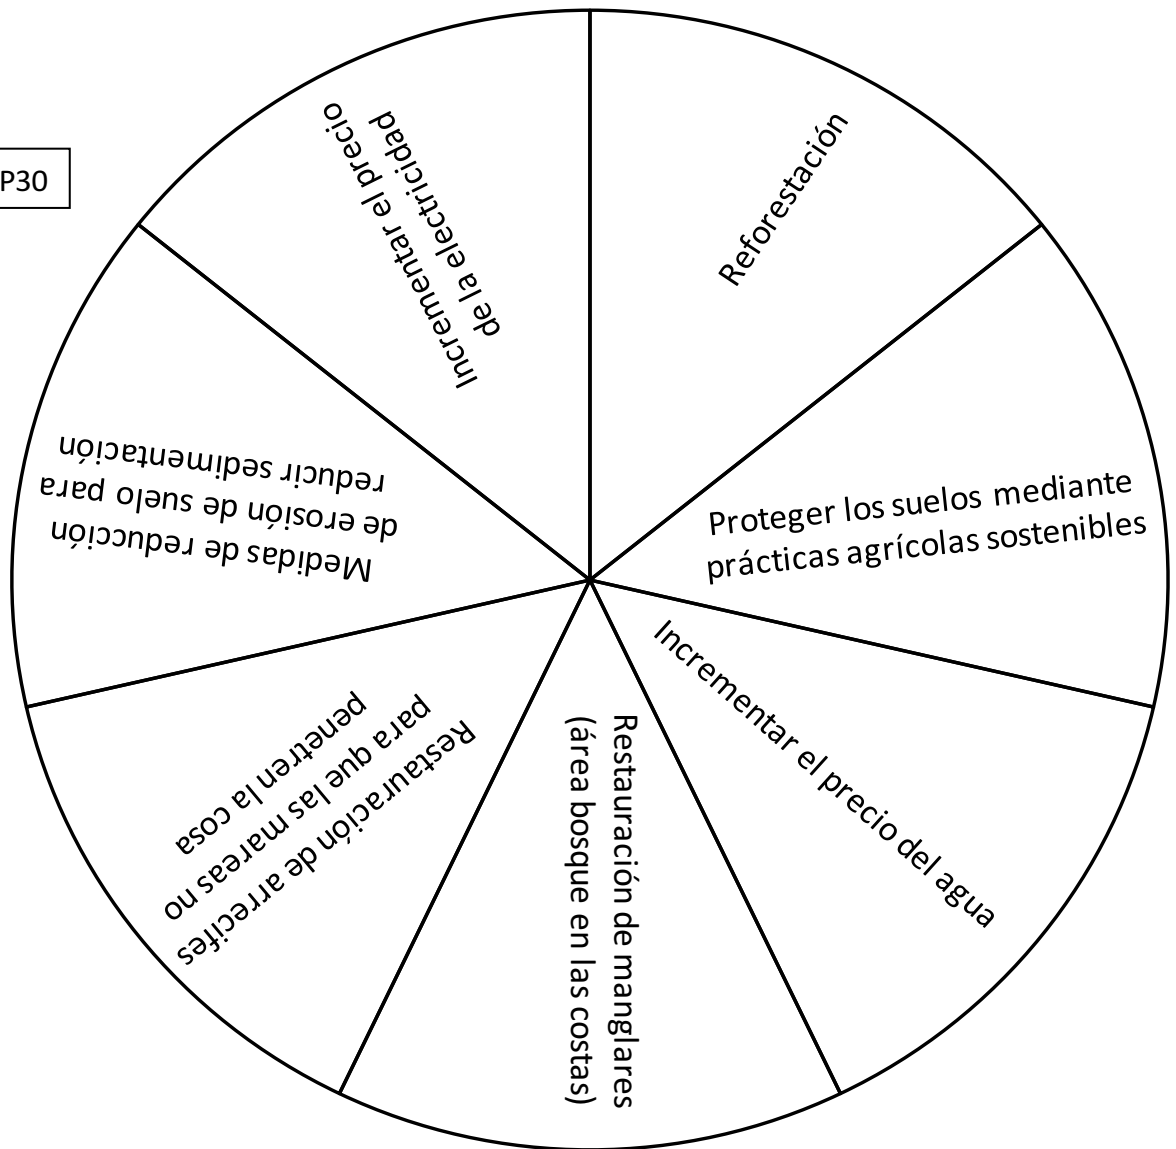 P30
Reforestación
Proteger los suelos mediante
prácticas agrícolas sostenibles
Incrementar el precio del agua
Restauración de manglares
(área bosque en las costas)
Restauración de arrecifes
para que las mareas no
penetren la cosa
Medidas de reducción
de erosión de suelo para
reducir sedimentación
Incrementar el precio
de la electricidad